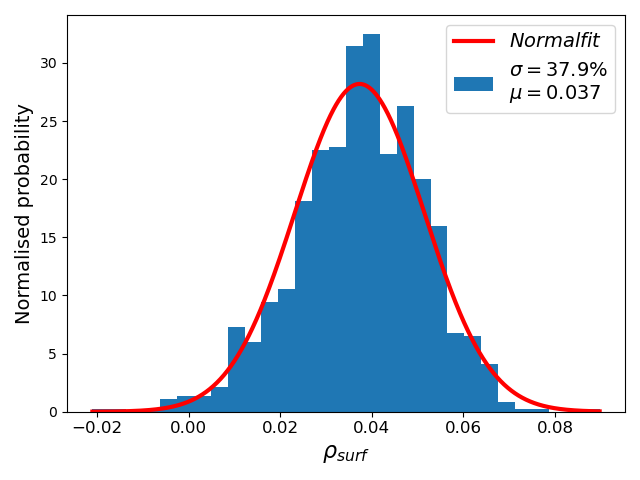 Normalfit
σ = 37.9%
μ = 0.037
Normalised probability
30
25
20
15
10
5
0
−0.02 0.00 0.02 0.04 0.06 0.08
ρsurf